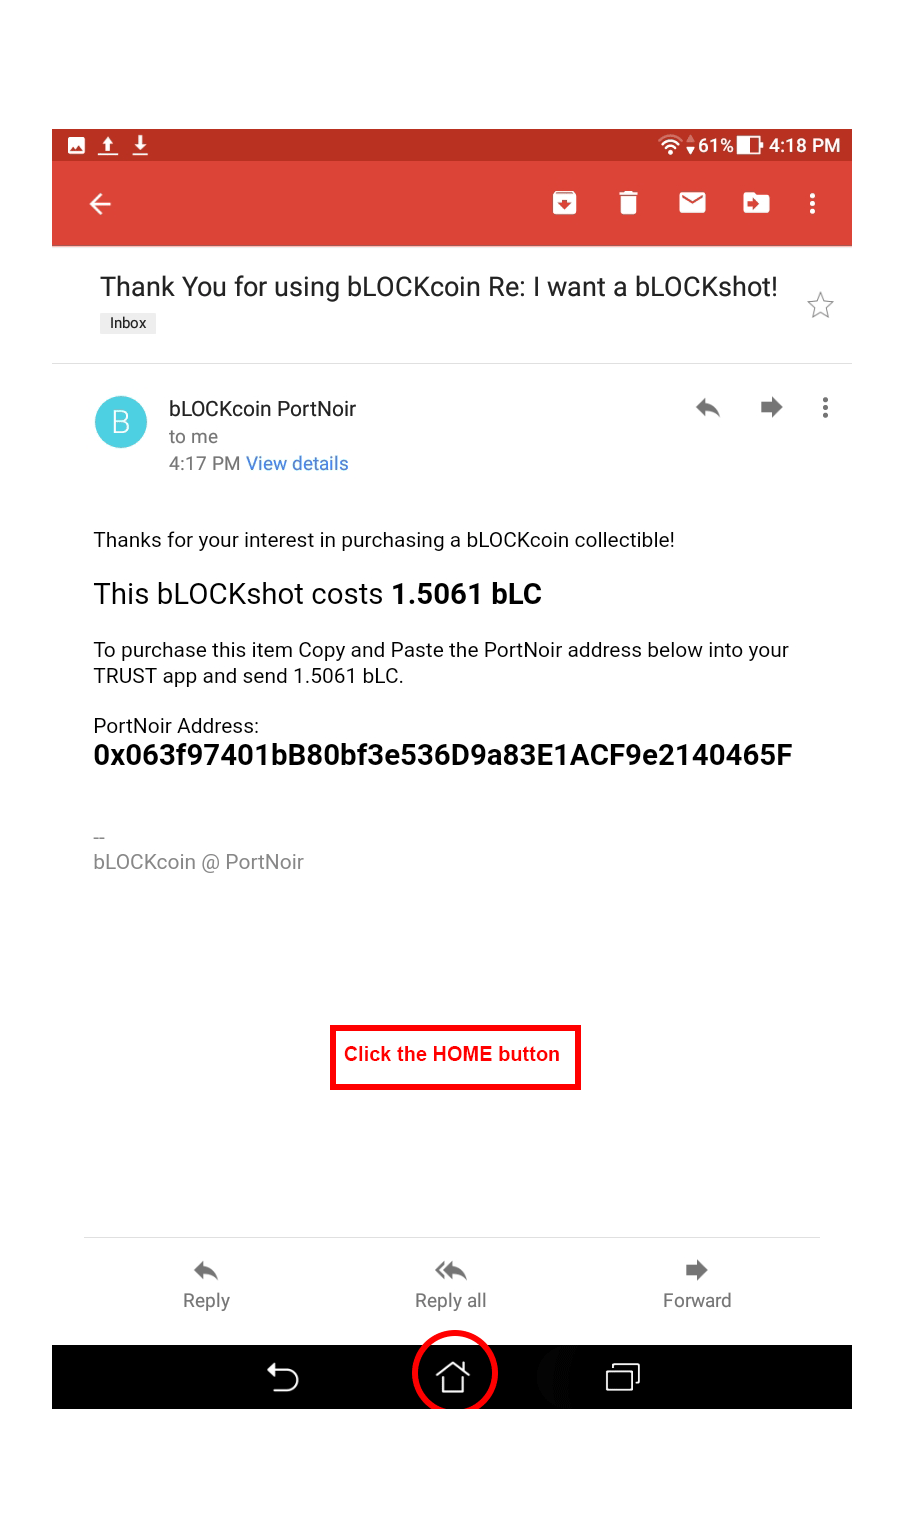 61% 4:18 PM
Thank You for using bLOCKcoin Re: I want a bLOCKshot!
Inbox
B
bLOCKcoin PortNoir
to me
4:17 PM View details
Thanks for your interest in purchasing a bLOCKcoin collectible!
This bLOCKshot costs 1.5061 bLC
To purchase this item Copy and Paste the PortNoir address below into your
TRUST app and send 1.5061 bLC.
PortNoir Address:
0x063f97401bB80bf3e536D9a83E1ACF9e2140465F
--
bLOCKcoin @ PortNoir
Click the HOME button
Reply Reply all Forward